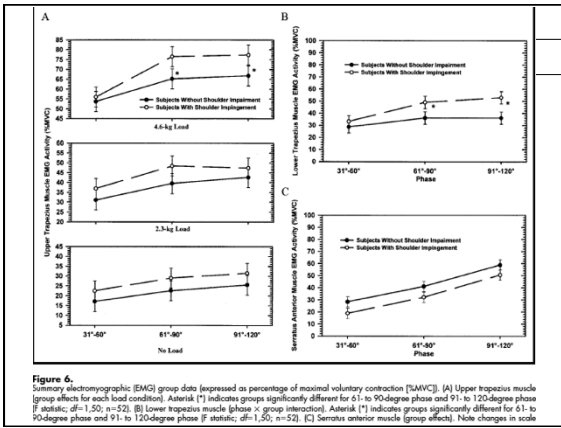 A
Upper Trapezius Muscle EMG Activity (%MVC)
85
80
75
70
65
60
55
50
45
Subjects Without Shoulder Impairment
Subjects With Shoulder Impingement
*
*
4.6-kg Load
60
55
50
45
40
35
30
25
20
2.3-kg Load
45
40
35
30
25
20
15
10
5
31°-60°
61°-90°
91°-120°
No Load
B
Lower Trapezius Muscle EMG Activity (%MVC)
100
90
80
70
60
50
40
30
20
10
0
Subjects Without Shoulder Impairment
Subjects With Shoulder Impingement
*
*
31°-60°
61°-90°
91°-120°
Phase
C
Serratus Anterior Muscle EMG Activity (%MVC)
100
90
80
70
60
50
40
30
20
10
0
Subjects Without Shoulder Impairment
Subjects With Shoulder Impingement
31°-60°
61°-90°
91°-120°
Phase
Figure 6.
Summary electromyographic (EMG) group data (expressed as percentage of maximal voluntary contraction [%MVC]). (A) Upper trapezius muscle
(group effects for each load condition). Asterisk (*) indicates groups significantly different for 61- to 90-degree phase and 91- to 120-degree phase
(F statistic; df=1,50; n=52). (B) Lower trapezius muscle (phase × group interaction). Asterisk (*) indicates groups significantly different for 61- to
90-degree phase and 91- to 120-degree phase (F statistic; df=1,50; n=52). (C) Serratus anterior muscle (group effects). Note changes in scale